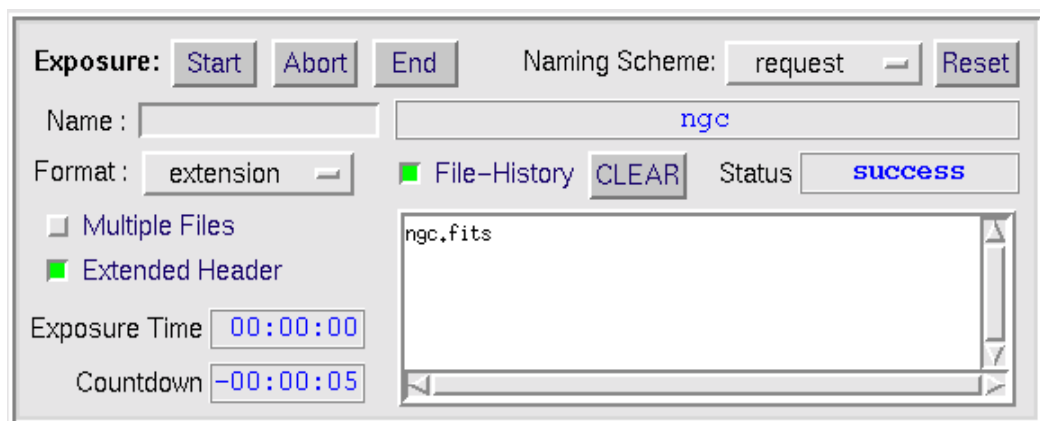 Exposure: Start Abort End Naming Scheme: request Reset
Name : ngc
Format : extension File-History CLEAR Status success
Multiple Files
ngc.fits
Extended Header
Exposure Time 00:00:00
Countdown -00:00:05